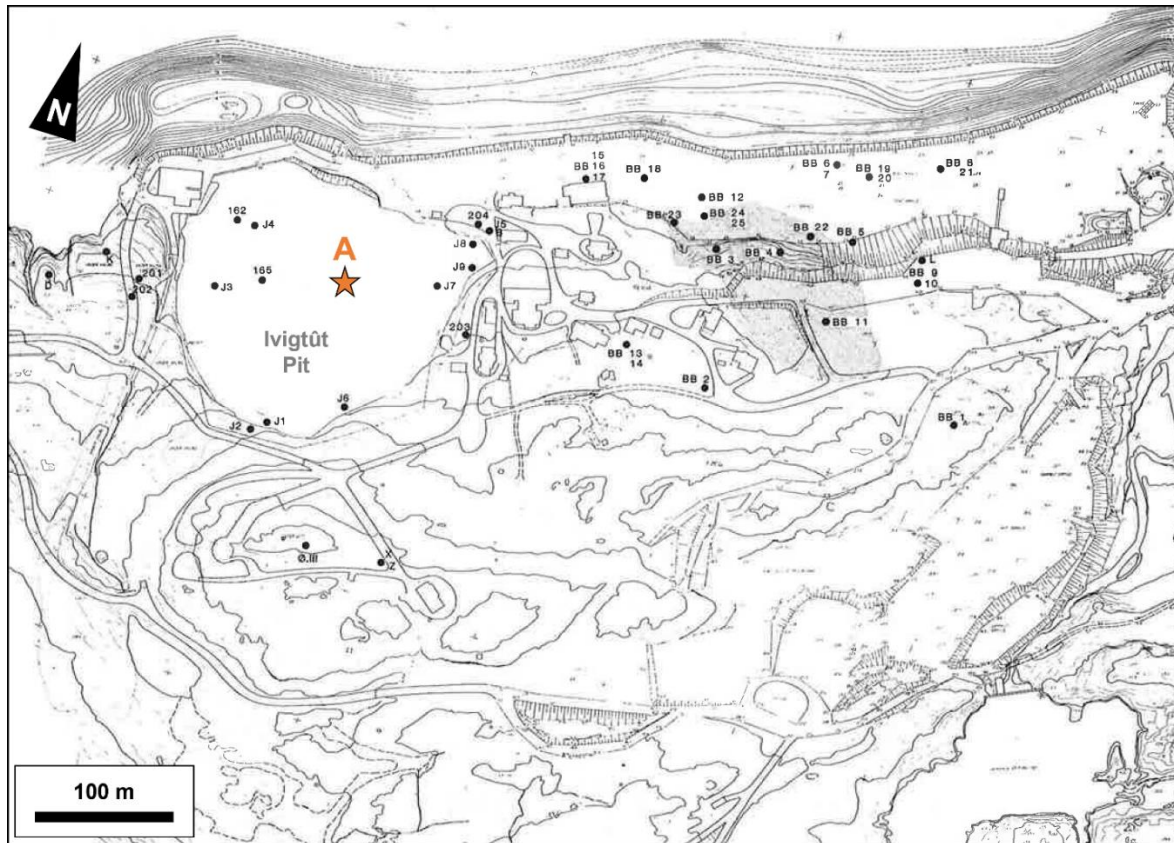 N
15
BB 16
17
BB 18
BB 6
7
BB 19
20
BB 8
21
BB 12
162
J4
204
J5
B
BB 23
BB 24
25
J8
BB 22
BB 5
A
K
BB 3
BB 4
L
D
201
202
J3
165
J9
J7
BB 9
10
Ivigtût
Pit
203
BB 11
BB 13
14
BB 2
J6
J2
J1
BB 1
Ø.III
X
Z
100 m